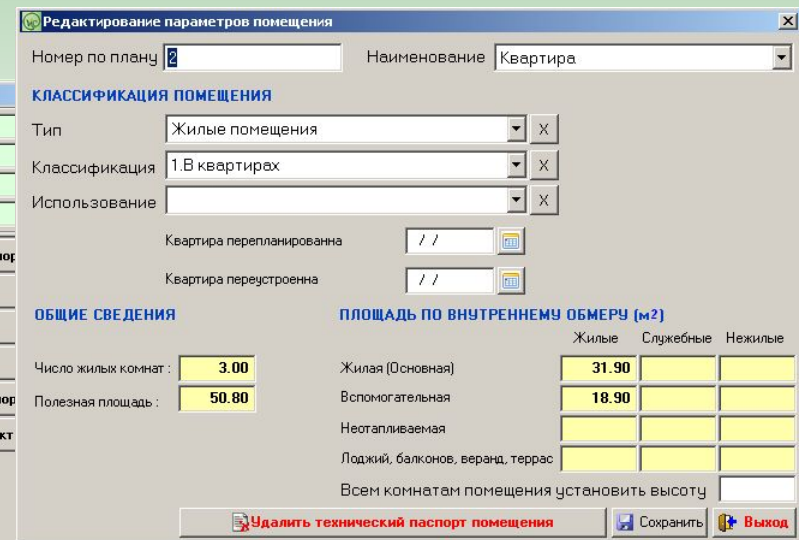 Редактирование параметров помещения
Номер по плану 2 Наименование Квартира
КЛАССИФИКАЦИЯ ПОМЕЩЕНИЯ
Тип Жилые помещения X
Классификация 1.В квартирах X
Использование X
Квартира перепланированна / /
Квартира переустроенна / /
ОБЩИЕ СВЕДЕНИЯ ПЛОЩАДЬ ПО ВНУТРЕННЕМУ ОБМЕРУ (м2)
Жилые Служебные Нежилые
Число жилых комнат : 3.00 Жилая (Основная) 31.90
Полезная площадь : 50.80 Вспомогательная 18.90
Неотапливаемая
Лоджий, балконов, веранд, террас
Всем комнатам помещения установить высоту
Удалить технический паспорт помещения Сохранить Выход